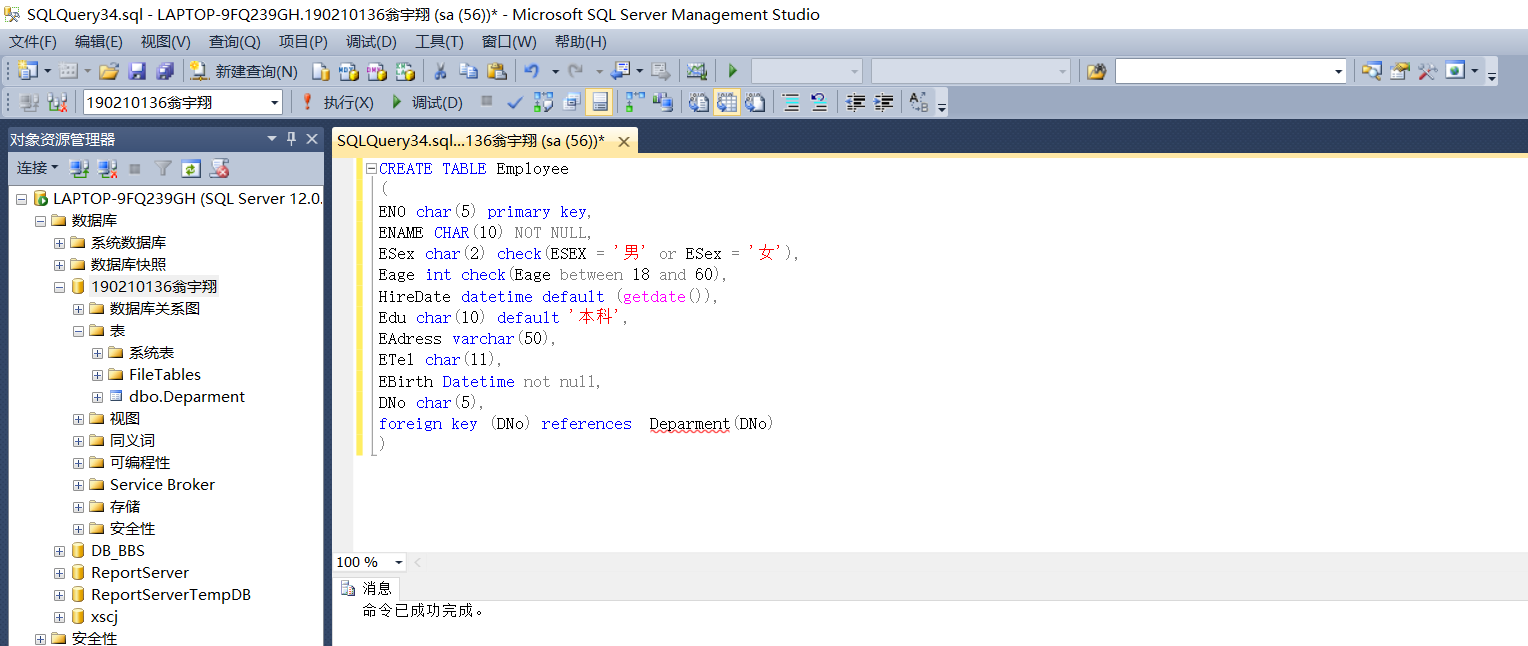 SQLQuery34.sql - LAPTOP-9FQ239GH.190210136翁宇翔 (sa (56))* - Microsoft SQL Server Management Studio
文件(F) 编辑(E) 视图(V) 查询(Q) 项目(P) 调试(D) 工具(T) 窗口(W) 帮助(H)
新建查询(N)
190210136翁宇翔 执行(X) 调试(D)
对象资源管理器
连接
LAPTOP-9FQ239GH (SQL Server 12.0.
数据库
系统数据库
数据库快照
190210136翁宇翔
数据库关系图
表
系统表
FileTables
dbo.Deparment
视图
同义词
可编程性
Service Broker
存储
安全性
DB_BBS
ReportServer
ReportServerTempDB
xscj
安全性
SQLQuery34.sql...136翁宇翔 (sa (56))*
CREATE TABLE Employee
(
ENO char(5) primary key,
ENAME CHAR(10) NOT NULL,
ESex char(2) check(ESEX = '男' or ESex = '女'),
Eage int check(Eage between 18 and 60),
HireDate datetime default (getdate()),
Edu char(10) default '本科',
EAdress varchar(50),
ETel char(11),
EBirth Datetime not null,
DNo char(5),
foreign key (DNo) references Deparment(DNo)
)
100 %
消息
命令已成功完成。